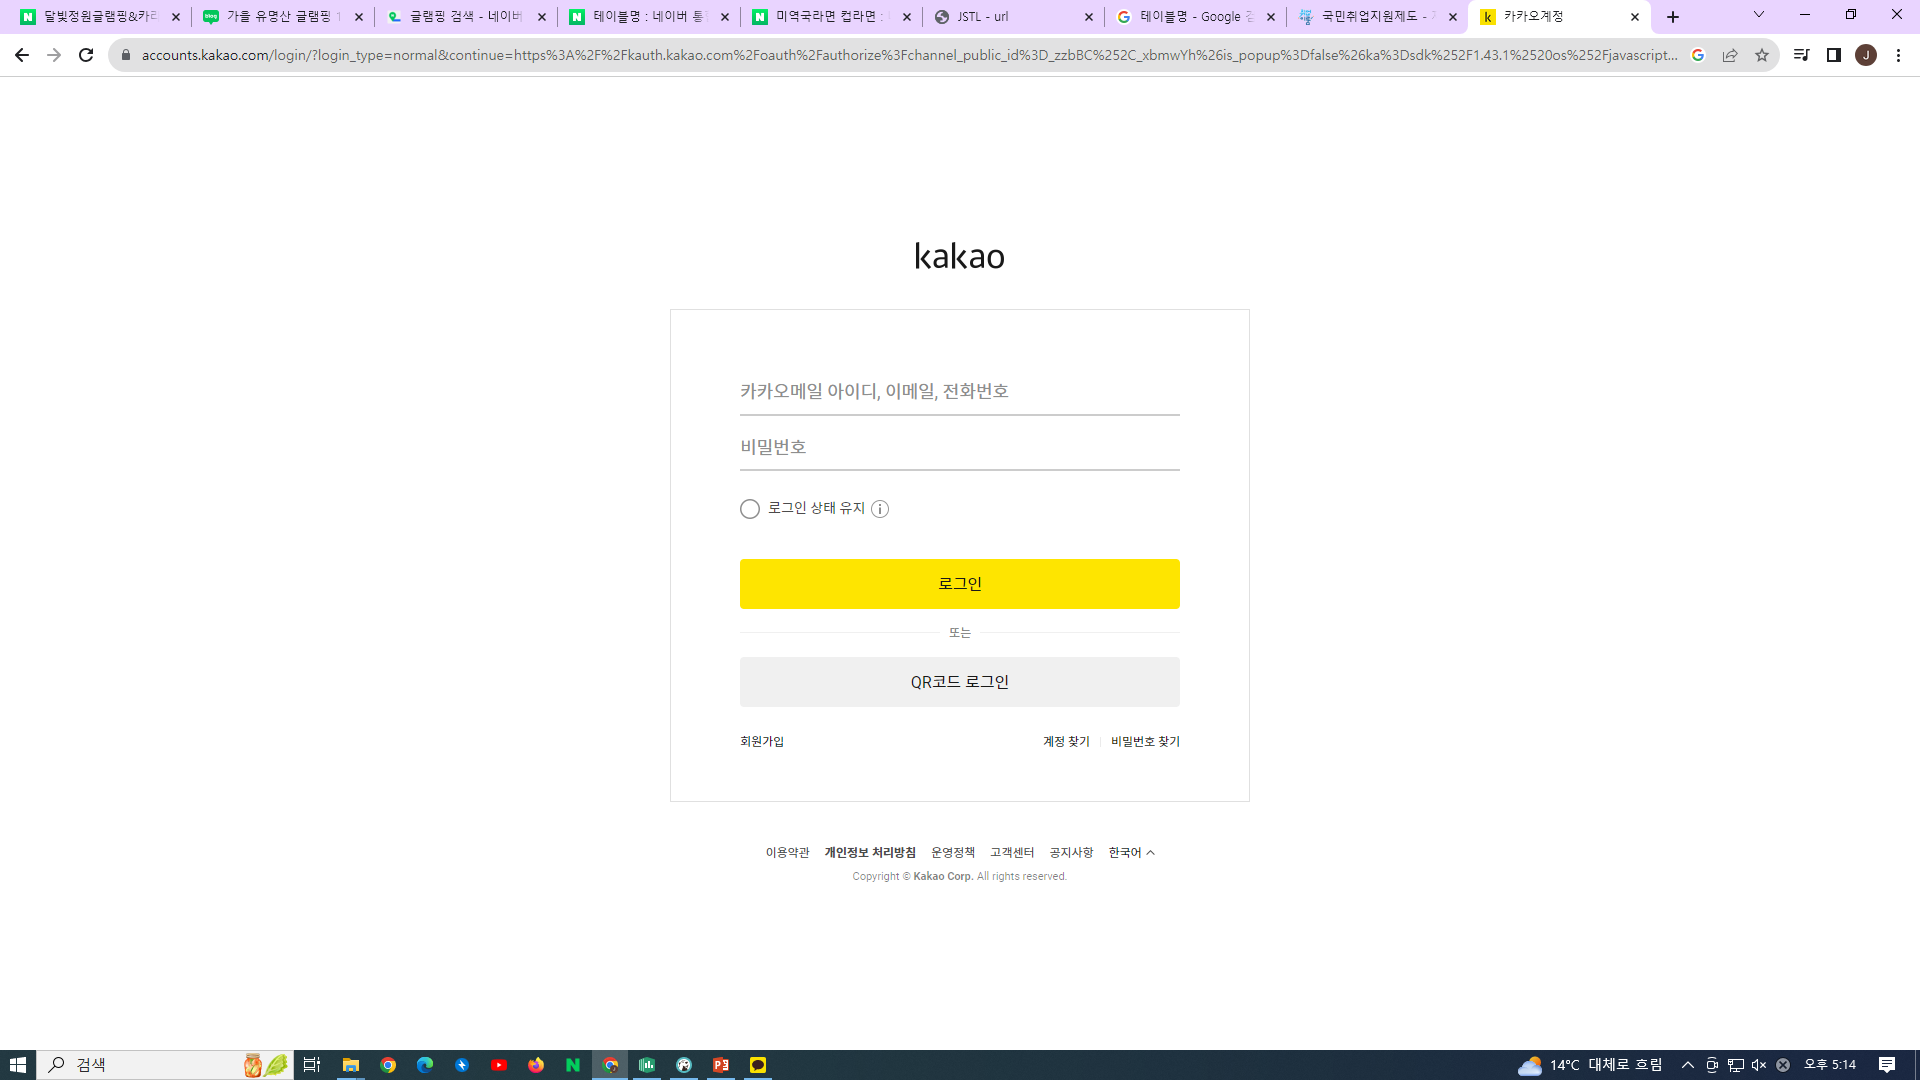 달빛정원글램핑&카라
가을 유명산 글램핑
글램핑 검색 - 네이버
테이블명 : 네이버 통
미역국라면 컵라면 :
JSTL - url
테이블명 - Google 검
국민취업지원제도 -
카카오계정
accounts.kakao.com/login/?login_type=normal&continue=https%3A%2F%2Fkauth.kakao.com%2Foauth%2Fauthorize%3Fchannel_public_id%3D_zzbBC%252C_xbmwYh%26is_popup%3Dfalse%26ka%3Dsdk%252F1.43.1%2520os%252Fjavascript...
J
kakao
카카오메일 아이디, 이메일, 전화번호
비밀번호
로그인 상태 유지
로그인
또는
QR코드 로그인
회원가입
계정 찾기
비밀번호 찾기
이용약관 개인정보 처리방침 운영정책 고객센터 공지사항 한국어
Copyright © Kakao Corp. All rights reserved.
검색
14°C 대체로 흐림
오후 5:14